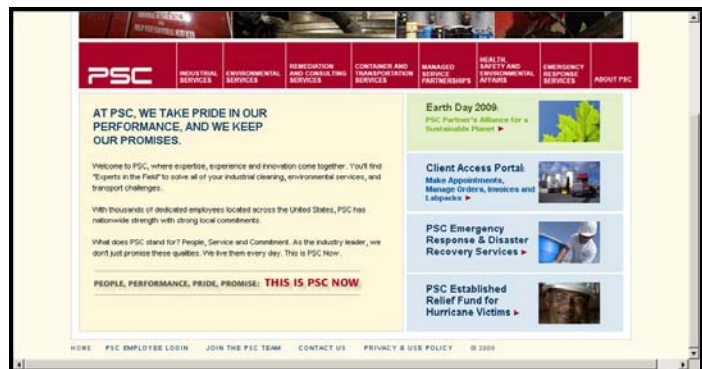 PSC
INDUSTRIAL
SERVICES
ENVIRONMENTAL
SERVICES
REMEDIATION
AND CONSULTING
SERVICES
CONTAINER AND
TRANSPORTATION
SERVICES
MANAGED
SERVICE
PARTNERSHIPS
HEALTH,
SAFETY AND
ENVIRONMENTAL
AFFAIRS
EMERGENCY
RESPONSE
SERVICES
ABOUT PSC
AT PSC, WE TAKE PRIDE IN OUR
PERFORMANCE, AND WE KEEP
OUR PROMISES.
Welcome to PSC, where expertise, experience and innovation come together. You'll find
"Experts in the Field" to solve all of your industrial cleaning, environmental services, and
transport challenges.
With thousands of dedicated employees located across the United States, PSC has
nationwide strength with strong local commitments.
What does PSC stand for? People, Service and Commitment. As the industry leader, we
don't just promise these qualities. We live them every day. This is PSC Now.
PEOPLE, PERFORMANCE, PRIDE, PROMISE: THIS IS PSC NOW
Earth Day 2009:
PSC Partner's Alliance for a
Sustainable Planet
Client Access Portal:
Make Appointments,
Manage Orders, Invoices and
Labpacks
PSC Emergency
Response & Disaster
Recovery Services
PSC Established
Relief Fund for
Hurricane Victims
HOME PSC EMPLOYEE LOGIN JOIN THE PSC TEAM CONTACT US PRIVACY & USE POLICY © 2009